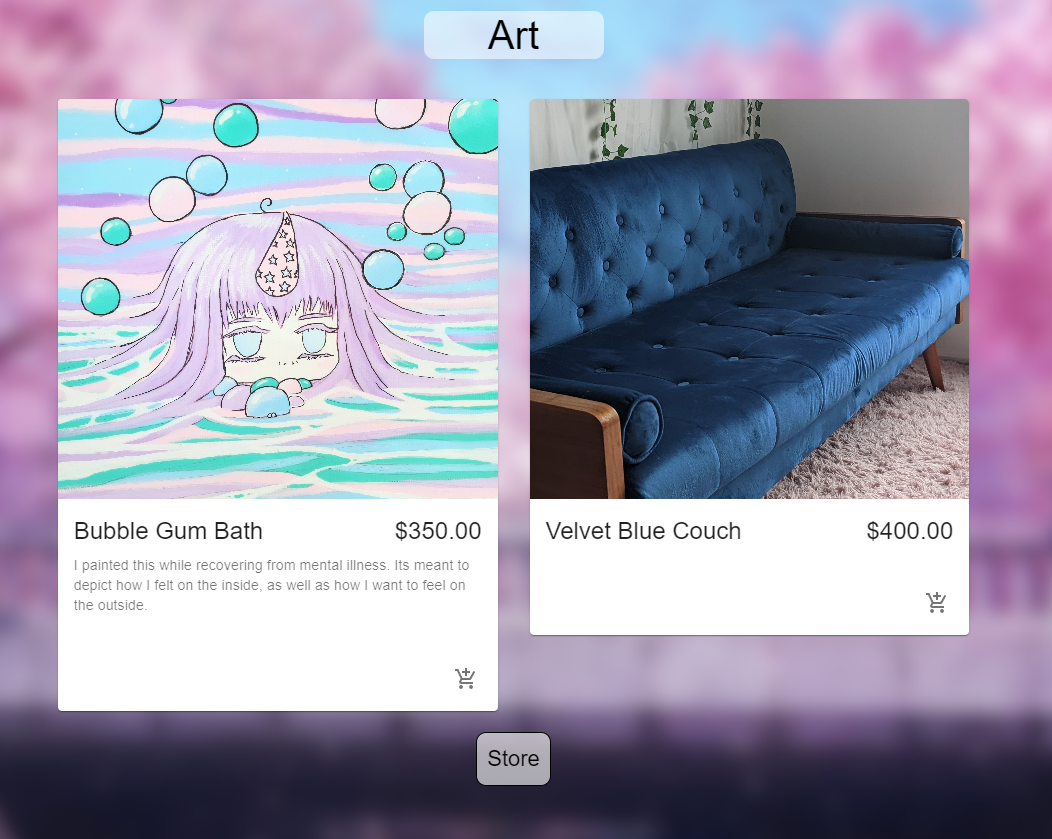 Art
Bubble Gum Bath $350.00
I painted this while recovering from mental illness. Its meant to
depict how I felt on the inside, as well as how I want to feel on
the outside.
Velvet Blue Couch $400.00
Store